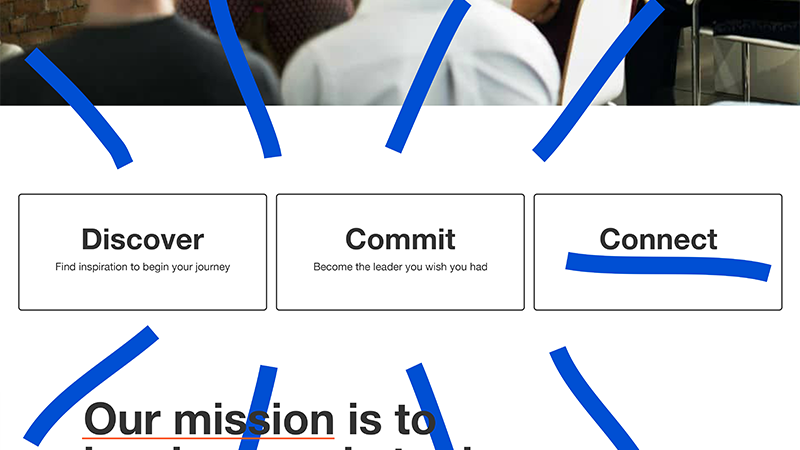 Discover
Find inspiration to begin your journey
Commit
Become the leader you wish you had
Connect
Our mission is to